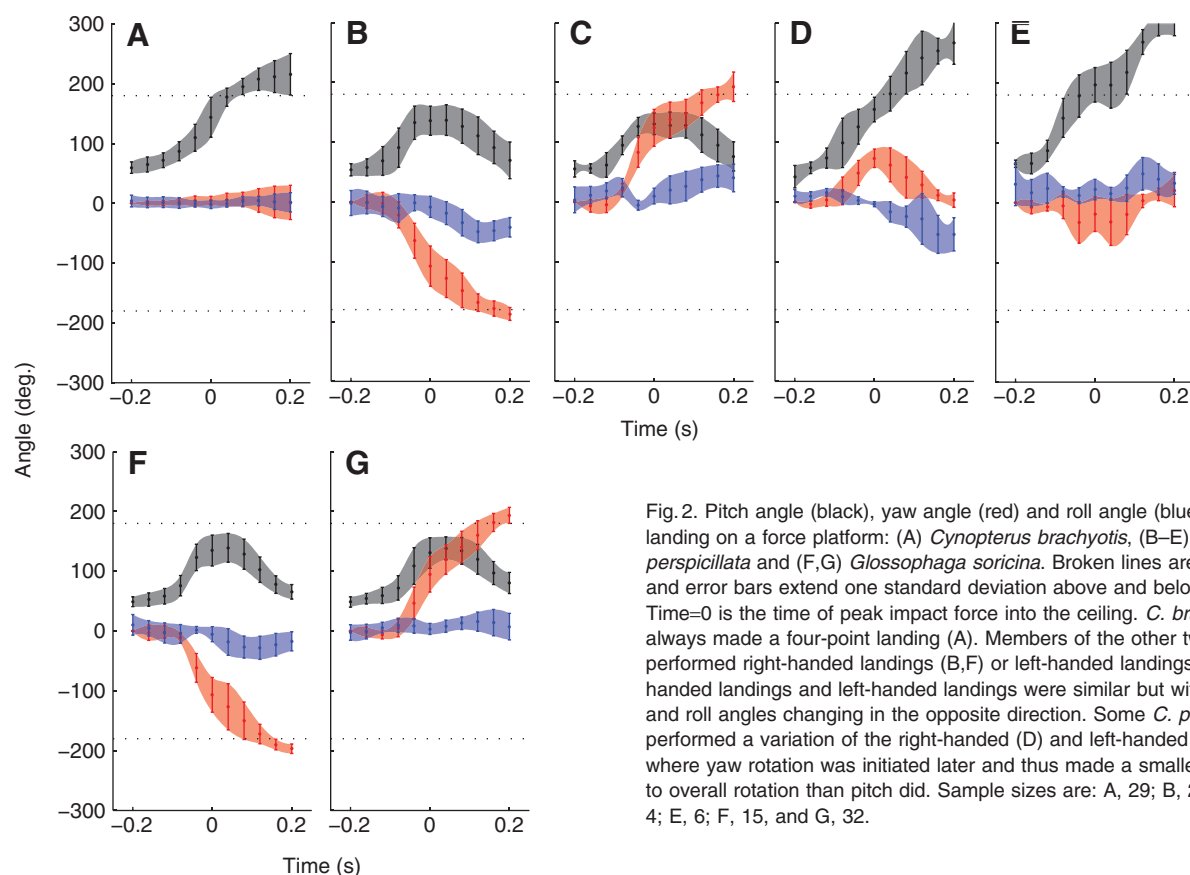 300
200
100
0
−100
−200
−300
A
B
C
D
E
−0.2 0 0.2
−0.2 0 0.2
−0.2 0 0.2
−0.2 0 0.2
−0.2 0 0.2
Time (s)
Angle (deg.)
300
200
100
0
−100
−200
−300
F
G
−0.2 0 0.2
−0.2 0 0.2
Time (s)
Fig. 2. Pitch angle (black), yaw angle (red) and roll angle (blue
landing on a force platform: (A) Cynopterus brachyotis, (B–E)
perspicillata and (F,G) Glossophaga soricina. Broken lines are
and error bars extend one standard deviation above and belo
Time=0 is the time of peak impact force into the ceiling. C. br
always made a four-point landing (A). Members of the other t
performed right-handed landings (B,F) or left-handed landings
handed landings and left-handed landings were similar but wi
and roll angles changing in the opposite direction. Some C. p
performed a variation of the right-handed (D) and left-handed
where yaw rotation was initiated later and thus made a smalle
to overall rotation than pitch did. Sample sizes are: A, 29; B, 2
4; E, 6; F, 15, and G, 32.